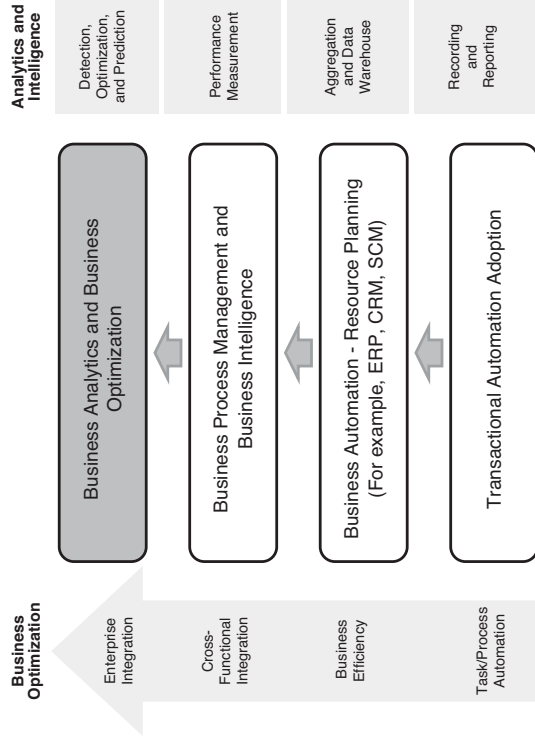 Business
Optimization
Enterprise
Integration
Cross-
Functional
Integration
Business
Efficiency
Task/Process
Automation
Business Analytics and Business
Optimization
Business Process Management and
Business Intelligence
Business Automation - Resource Planning
(For example, ERP, CRM, SCM)
Transactional Automation Adoption
Analytics and
Intelligence
Detection,
Optimization,
and Prediction
Performance
Measurement
Aggregation
and Data
Warehouse
Recording
and
Reporting